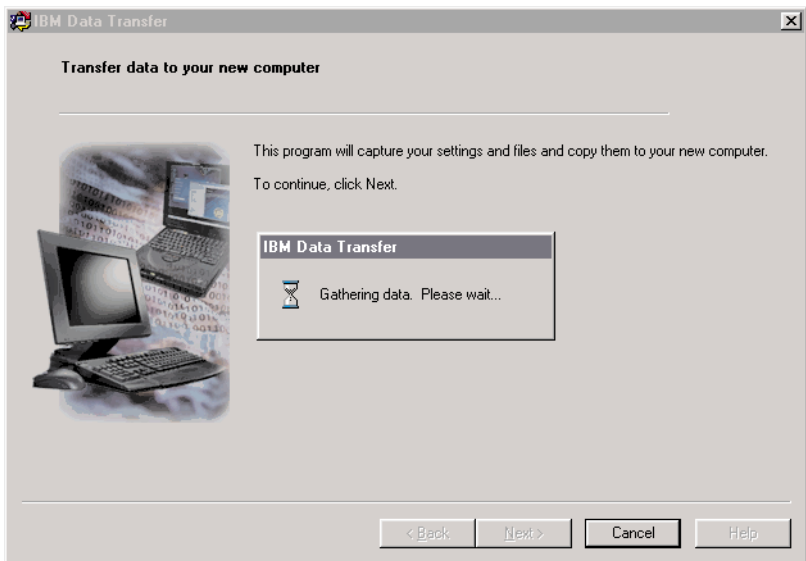 IBM Data Transfer
Transfer data to your new computer
This program will capture your settings and files and copy them to your new computer.
To continue, click Next.
IBM Data Transfer
Gathering data.  Please wait...
< Back
Next >
Cancel
Help